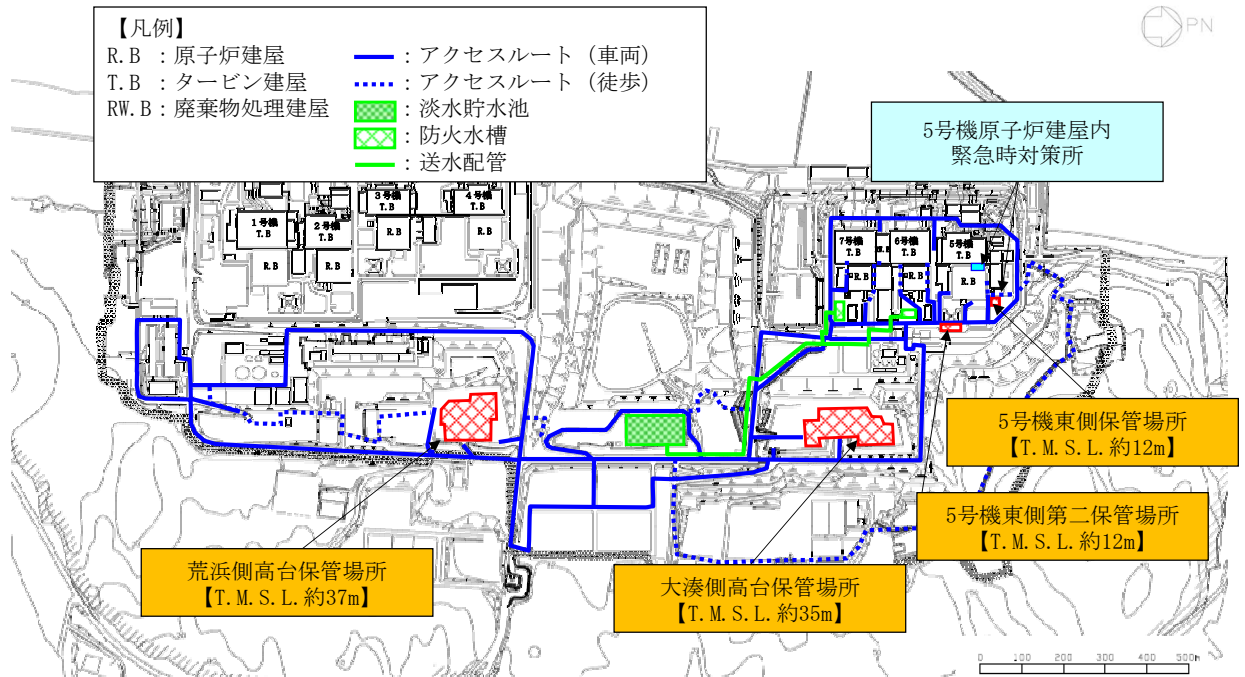 【凡例】
R.B ：原子炉建屋
T.B ：タービン建屋
RW.B：廃棄物処理建屋
：アクセスルート（車両）
：アクセスルート（徒歩）
：淡水貯水池
：防火水槽
：送水配管
PN
5号機原子炉建屋内
緊急時対策所
1号機
T.B
2号機
T.B
3号機
T.B
4号機
T.B
R.B
R.B
R.B
R.B
7号機
T.B
6号機
T.B
5号機
T.B
R.B
R.B
R.B
5号機東側保管場所
【T.M.S.L.約12m】
5号機東側第二保管場所
【T.M.S.L.約12m】
荒浜側高台保管場所
【T.M.S.L.約37m】
大湊側高台保管場所
【T.M.S.L.約35m】
0 100 200 300 400 500m